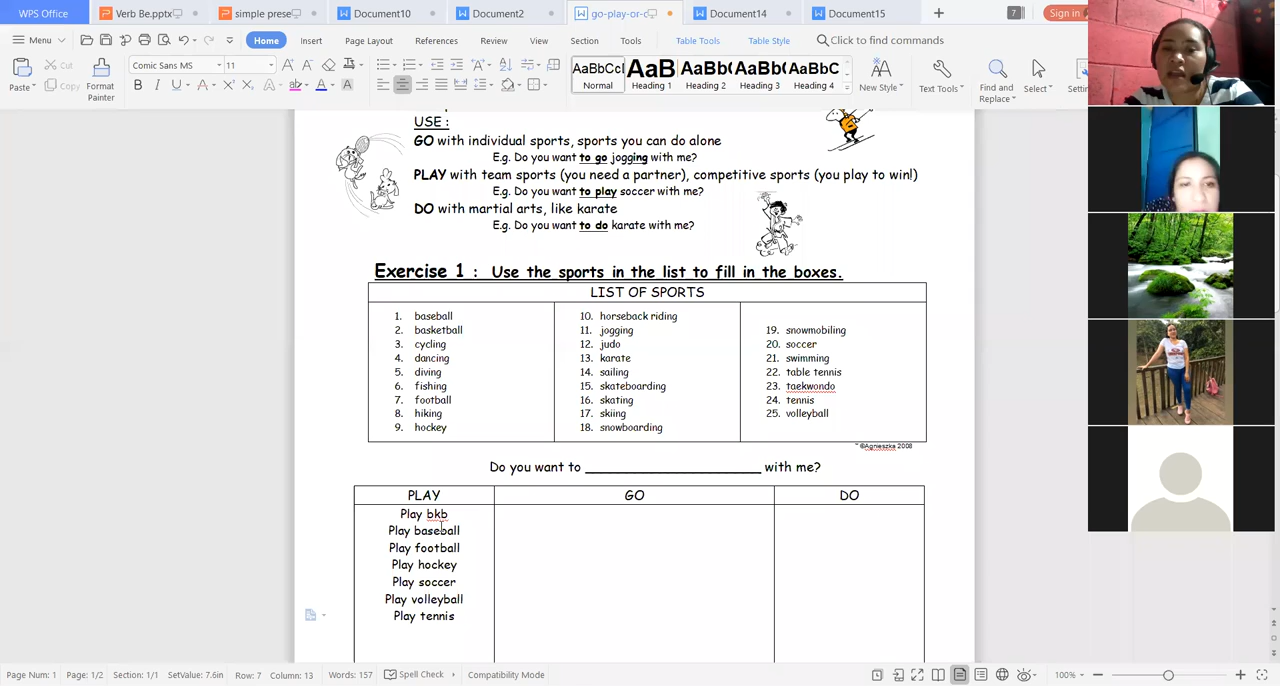 WPS Office
Verb Be.pptx
simple prese
Document10
Document2
go-play-or-c
Document14
Document15
7
Sign in
Menu
Home
Insert
Page Layout
References
Review
View
Section
Tools
Table Tools
Table Style
Click to find commands
Paste
Cut
Copy
Format Painter
Comic Sans MS
11
AaBbCcI
Normal
AaB
Heading 1
AaBb(
Heading 2
AaBb(
Heading 3
AaBbC
Heading 4
New Style
Text Tools
Find and Replace
Select
Settin
USE :
GO with individual sports, sports you can do alone
E.g. Do you want to go jogging with me?
PLAY with team sports (you need a partner), competitive sports (you play to win!)
E.g. Do you want to play soccer with me?
DO with martial arts, like karate
E.g. Do you want to do karate with me?
Exercise 1 : Use the sports in the list to fill in the boxes.
LIST OF SPORTS
1. baseball
2. basketball
3. cycling
4. dancing
5. diving
6. fishing
7. football
8. hiking
9. hockey
10. horseback riding
11. jogging
12. judo
13. karate
14. sailing
15. skateboarding
16. skating
17. skiing
18. snowboarding
19. snowmobiling
20. soccer
21. swimming
22. table tennis
23. taekwondo
24. tennis
25. volleyball
©Agnieszka 2008
Do you want to ______________________ with me?
PLAY
GO
DO
Play bkb
Play baseball
Play football
Play hockey
Play soccer
Play volleyball
Play tennis
Page Num: 1
Page: 1/2
Section: 1/1
SetValue: 7.6in
Row: 7
Column: 13
Words: 157
Spell Check
Compatibility Mode
100%